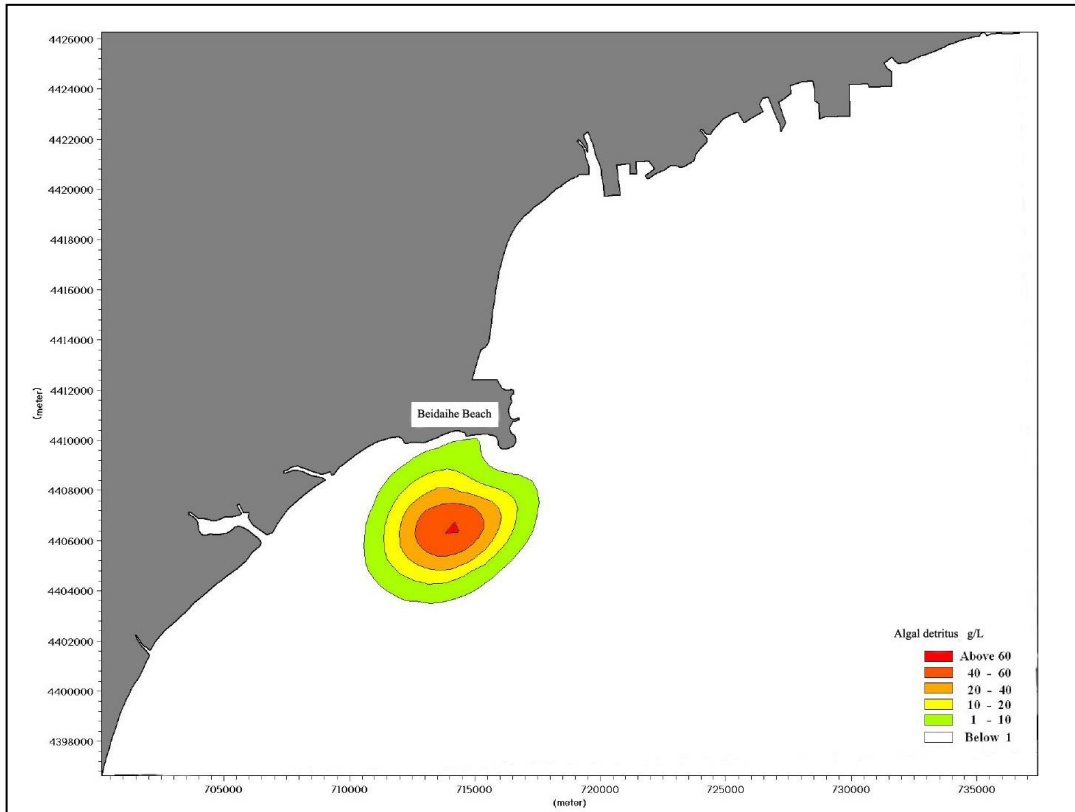 4426000
4424000
4422000
4420000
4418000
4416000
4414000
4412000
4410000
4408000
4406000
4404000
4402000
4400000
4398000
(meter)
Beidaihe Beach
Algal detritus g/L
Above 60
40 - 60
20 - 40
10 - 20
1 - 10
Below 1
705000 710000 715000 720000 725000 730000 735000
(meter)